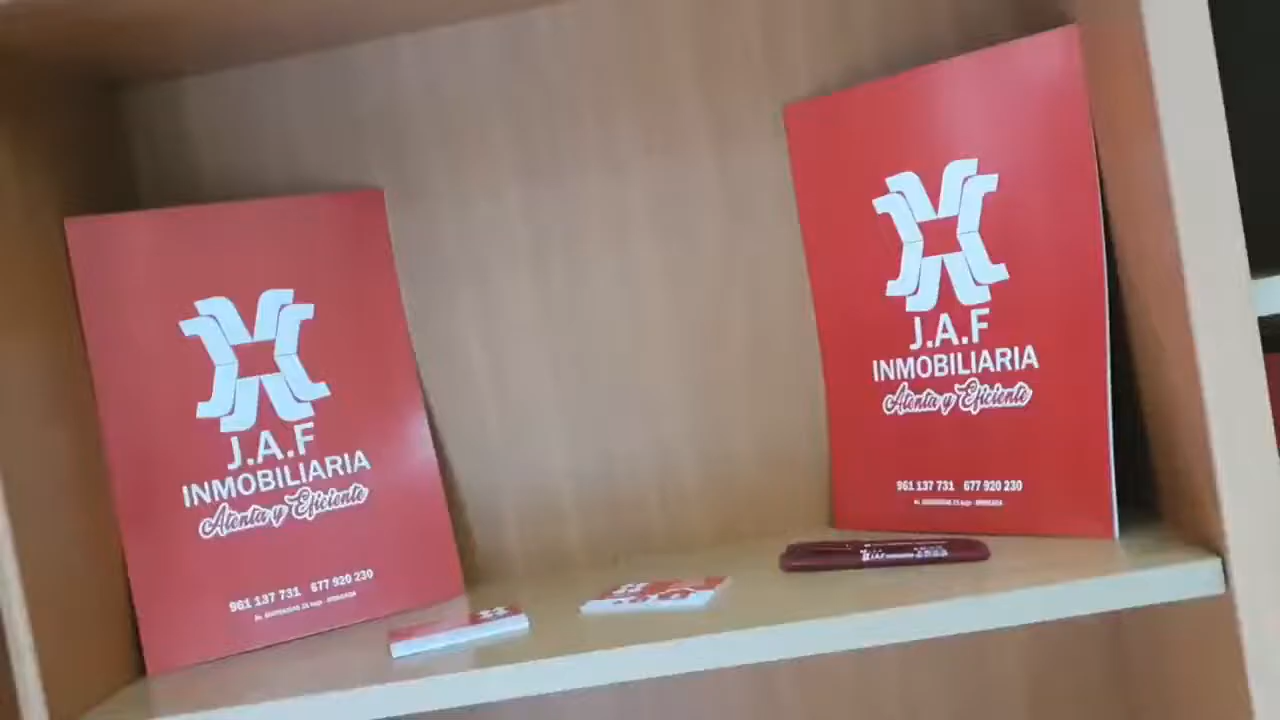 J.A.F
INMOBILIARIA
Atenta y Eficiente
961 137 731 677 920 230
J.A.F
INMOBILIARIA
Atenta y Eficiente
961 137 731 677 920 230